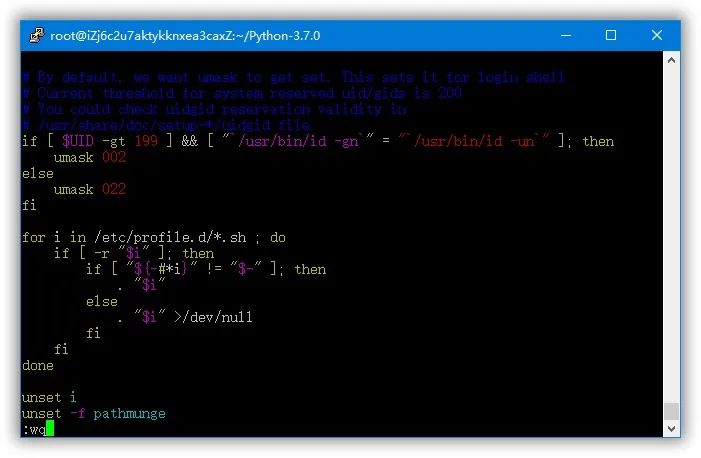 root@iZj6c2u7aktykknxea3caxZ:~/Python-3.7.0
# By default, we want umask to get set. This sets it for login shell
# Current threshold for system reserved uid/gids is 200
# You could check uidgid reservation validity in
# /usr/share/doc/setup-*/uidgid file
if [ $UID -gt 199 ] && [ "`/usr/bin/id -gn`" = "`/usr/bin/id -un`" ]; then
    umask 002
else
    umask 022
fi

for i in /etc/profile.d/*.sh ; do
    if [ -r "$i" ]; then
        if [ "${-#*i}" != "$-" ]; then
            . "$i"
        else
            . "$i" >/dev/null
        fi
    fi
done

unset i
unset -f pathmunge
:wq